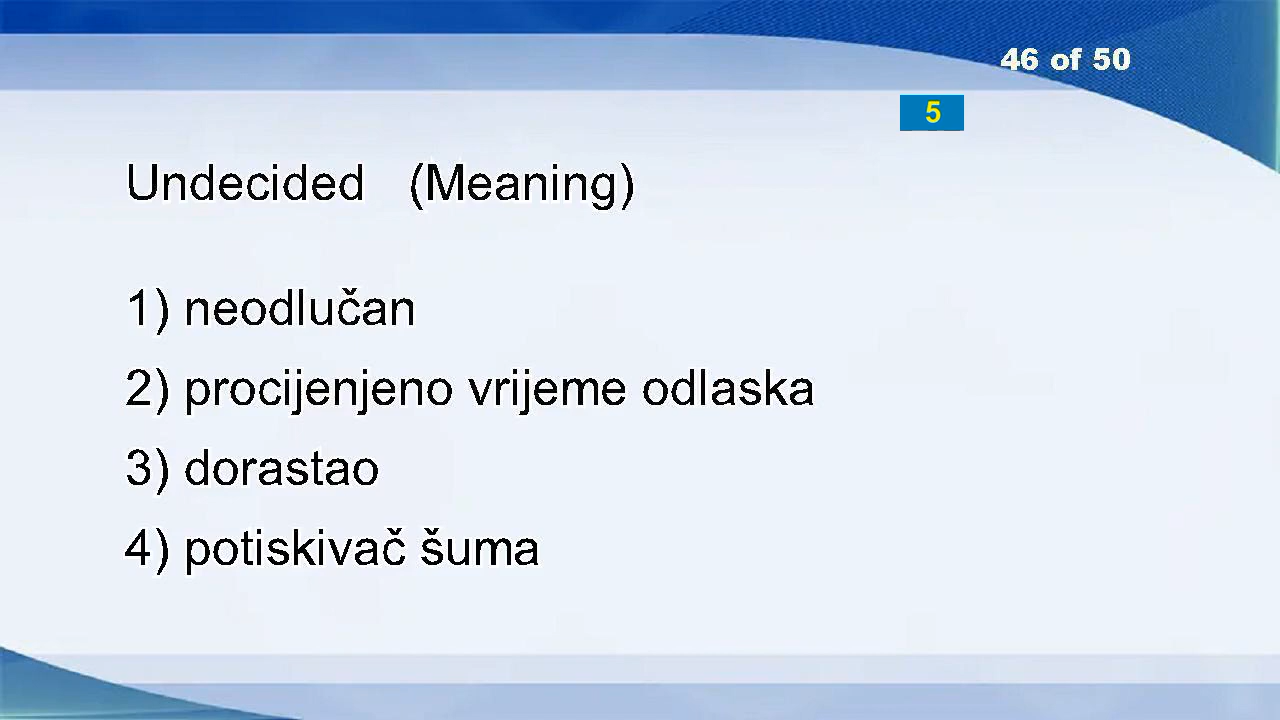 46 of 50
5
Undecided (Meaning)
1) neodlučan
2) procijenjeno vrijeme odlaska
3) dorastao
4) potiskivač šuma